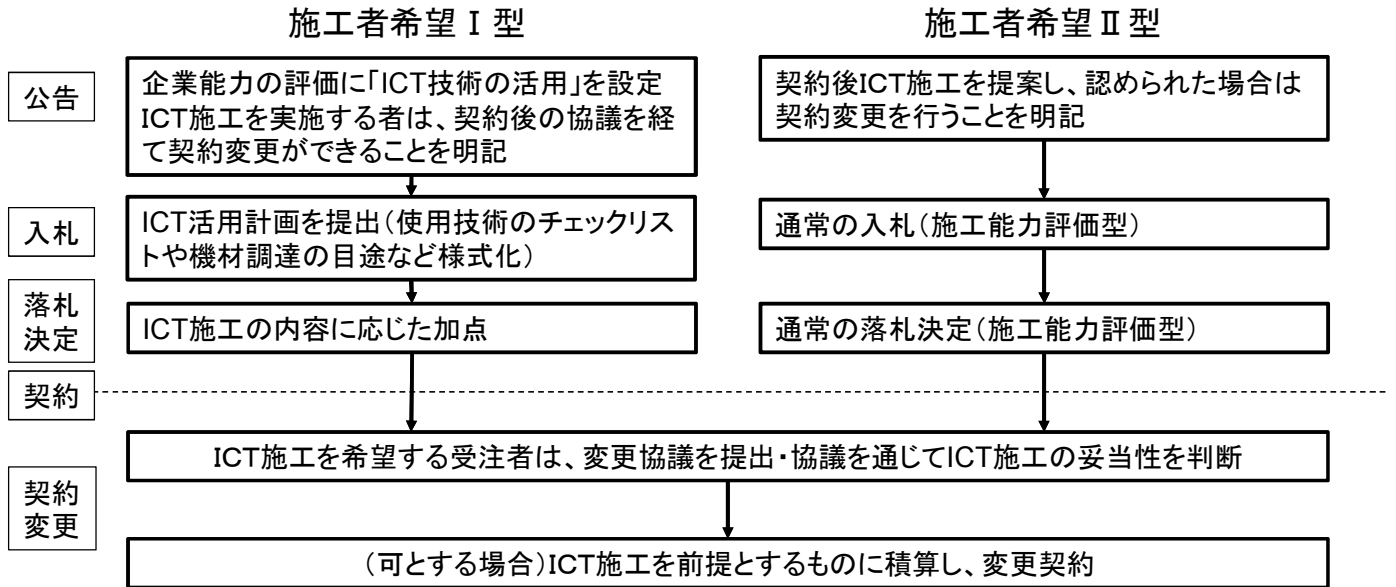 施工者希望Ⅰ型
施工者希望Ⅱ型
公告
企業能力の評価に「ICT技術の活用」を設定
ICT施工を実施する者は、契約後の協議を経
て契約変更ができることを明記
契約後ICT施工を提案し、認められた場合は
契約変更を行うことを明記
入札
ICT活用計画を提出(使用技術のチェックリス
トや機材調達の目途など様式化)
通常の入札(施工能力評価型)
落札
決定
ICT施工の内容に応じた加点
通常の落札決定(施工能力評価型)
契約
契約
変更
ICT施工を希望する受注者は、変更協議を提出・協議を通じてICT施工の妥当性を判断
(可とする場合)ICT施工を前提とするものに積算し、変更契約